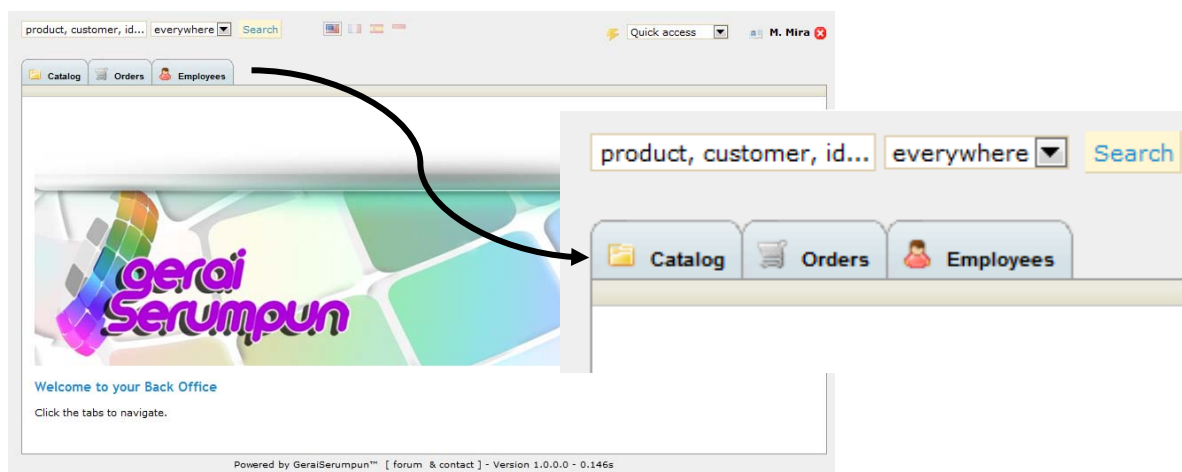 product, customer, id... everywhere Search Quick access M. Mira
Catalog Orders Employees
gerai
Serumpun
Welcome to your Back Office
Click the tabs to navigate.
Powered by GeraiSerumpun™ [ forum & contact ] - Version 1.0.0.0 - 0.146s
product, customer, id... everywhere Search
Catalog Orders Employees